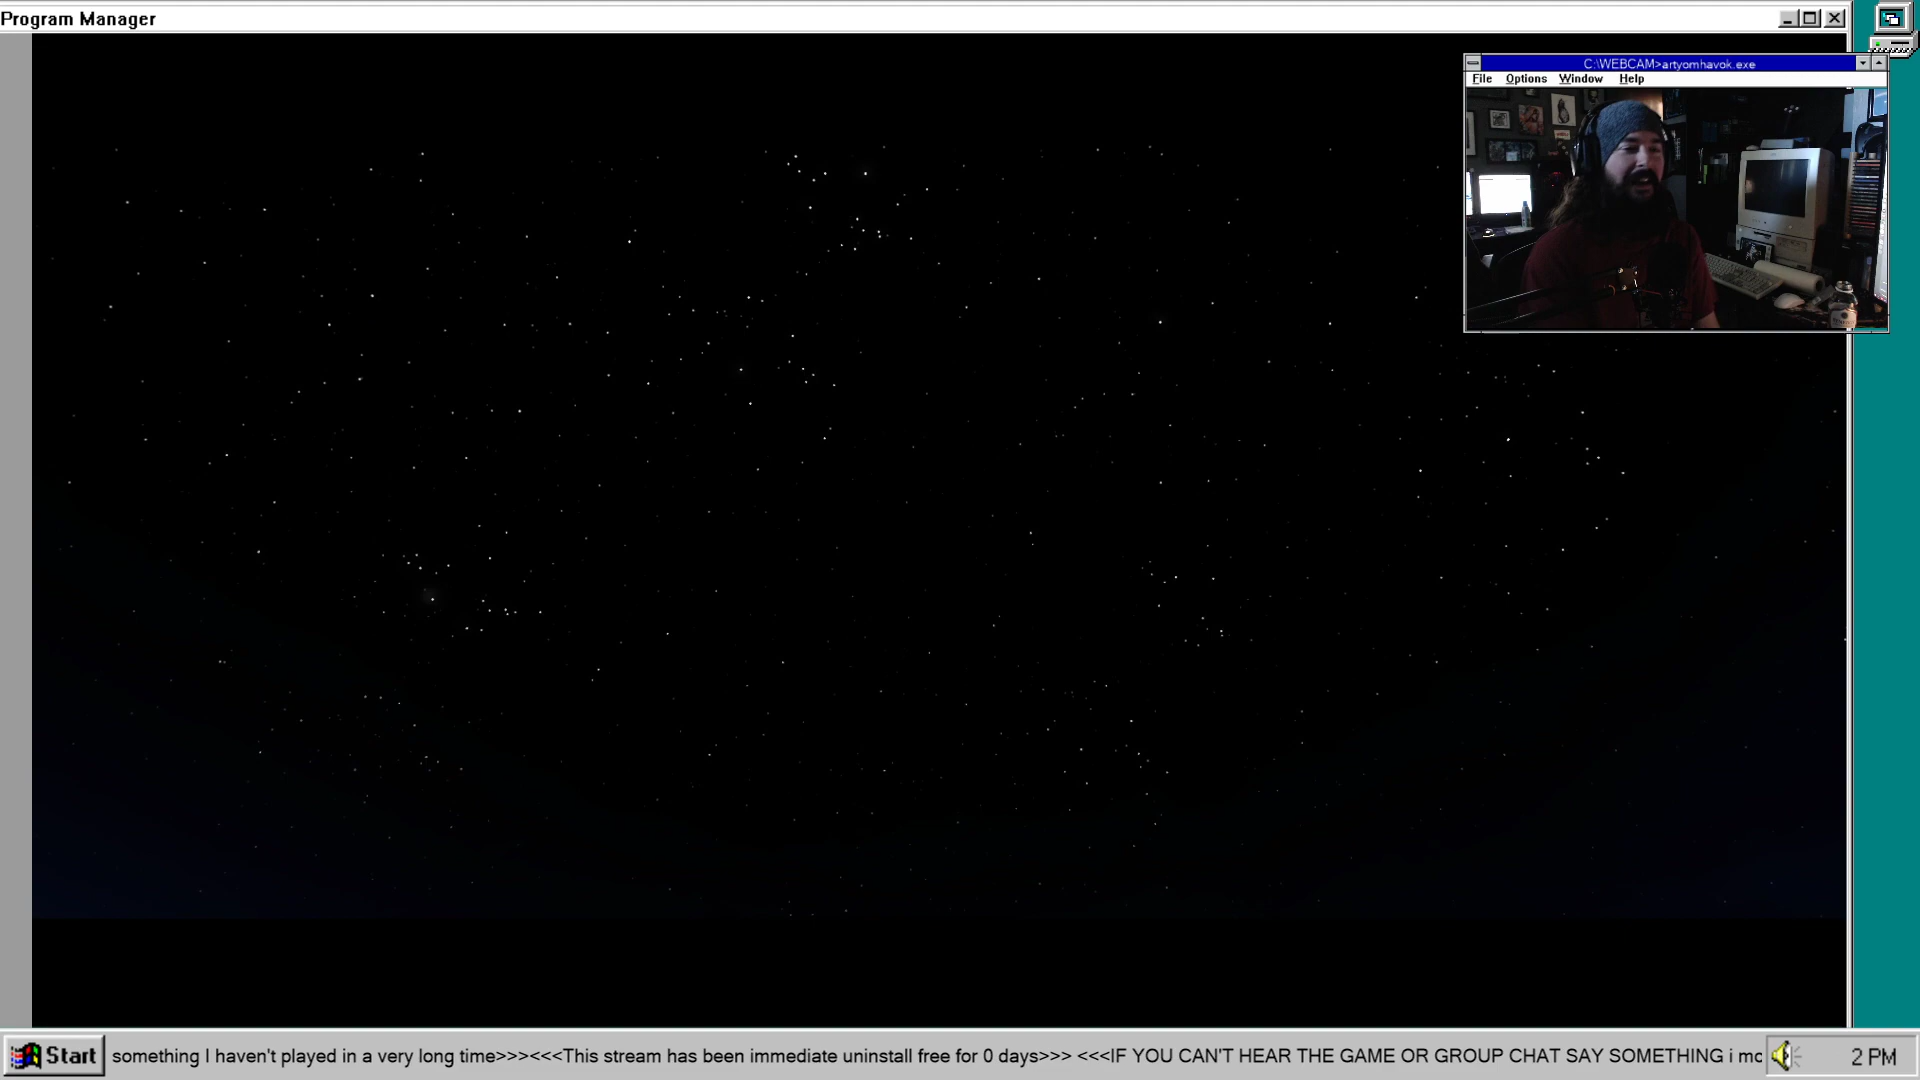 Program Manager
C:\WEBCAM>artyomhavok.exe
File Options Window Help
Start something I haven't played in a very long time>>><<<This stream has been immediate uninstall free for 0 days>>> <<<IF YOU CAN'T HEAR THE GAME OR GROUP CHAT SAY SOMETHING i mo 2 PM